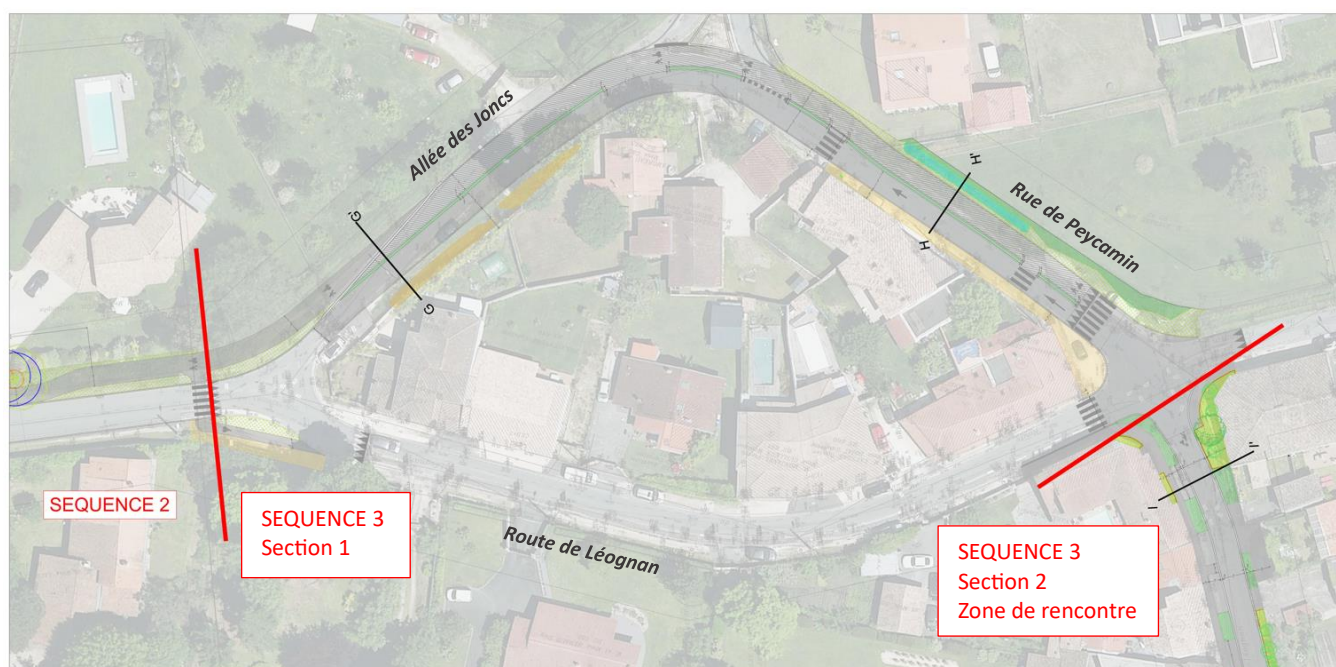 Allée des Joncs
Rue de Peycamin
H'
H
G'
G
SEQUENCE 2
SEQUENCE 3
Section 1
Route de Léognan
SEQUENCE 3
Section 2
Zone de rencontre
I'
I